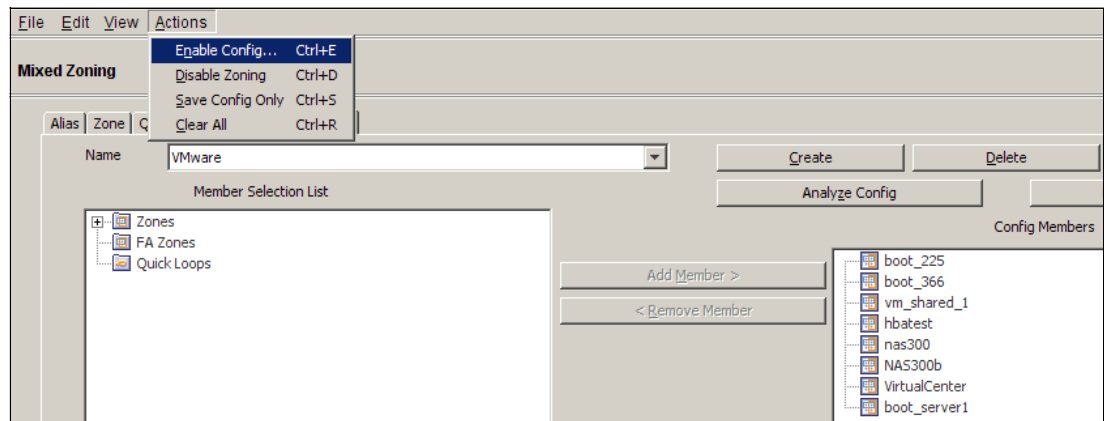 File Edit View Actions
Enable Config... Ctrl+E
Disable Zoning Ctrl+D
Save Config Only Ctrl+S
Clear All Ctrl+R
Mixed Zoning
Alias Zone Q
Name VMware Create Delete
Member Selection List Analyze Config
Zones
FA Zones
Quick Loops
Add Member >
< Remove Member
Config Members
boot_225
boot_366
vm_shared_1
hbatest
nas300
NAS300b
VirtualCenter
boot_server1